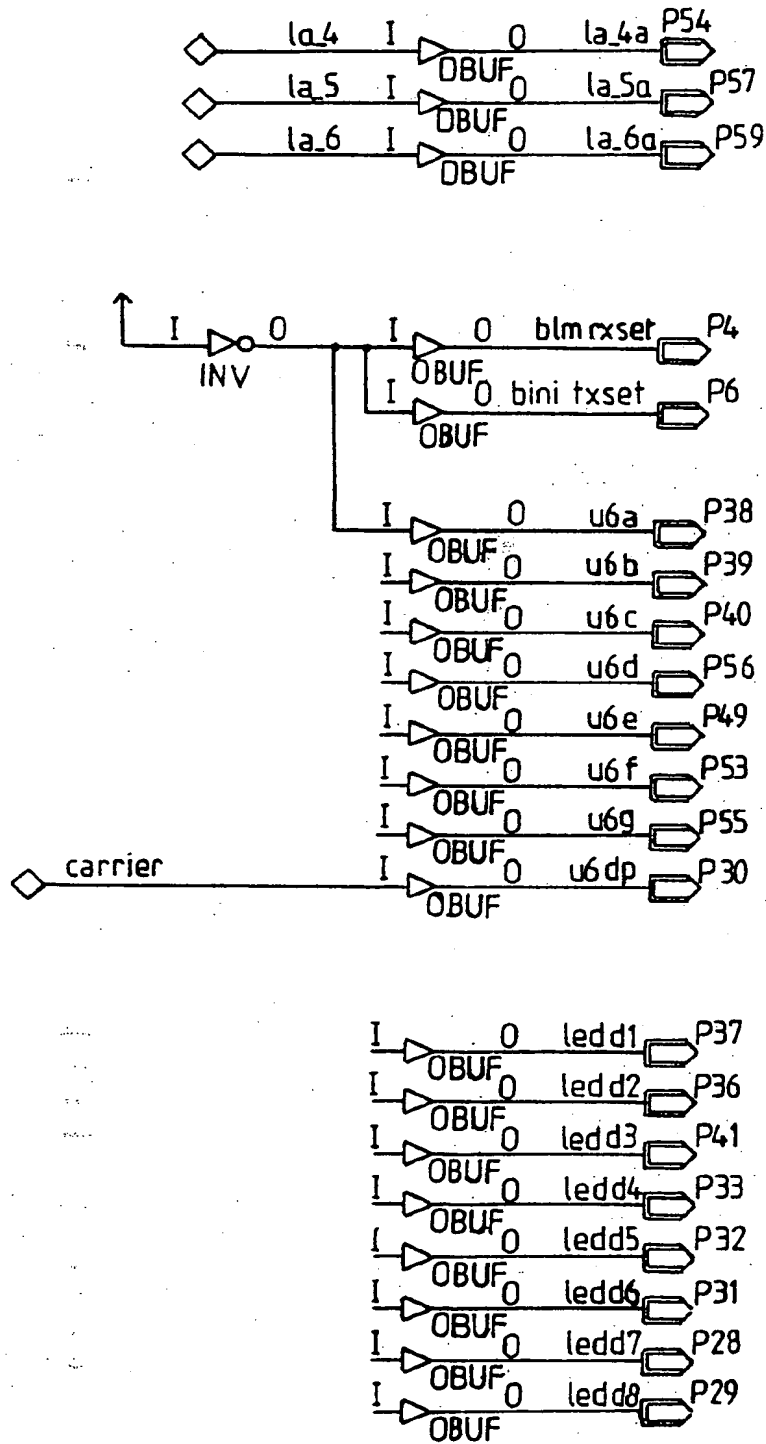 la_4 I O la_4a P54
OBUF
la_5 I O la_5a P57
OBUF
la_6 I O la_6a P59
OBUF
I O I O blmrxset P4
INV OBUF
I O bini txset P6
OBUF
I O u6a P38
OBUF
I O u6b P39
OBUF
I O u6c P40
OBUF
I O u6d P56
OBUF
I O u6e P49
OBUF
I O u6f P53
OBUF
I O u6g P55
OBUF
carrier I O u6dp P30
OBUF
I O ledd1 P37
OBUF
I O ledd2 P36
OBUF
I O ledd3 P41
OBUF
I O ledd4 P33
OBUF
I O ledd5 P32
OBUF
I O ledd6 P31
OBUF
I O ledd7 P28
OBUF
I O ledd8 P29
OBUF